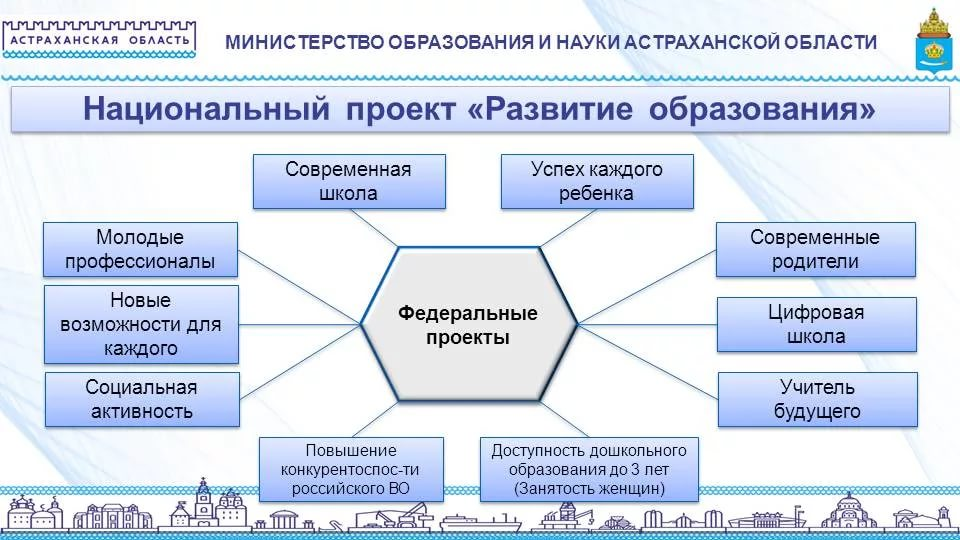 АСТРАХАНСКАЯ ОБЛАСТЬ
МИНИСТЕРСТВО ОБРАЗОВАНИЯ И НАУКИ АСТРАХАНСКОЙ ОБЛАСТИ
Национальный проект «Развитие образования»
Современная
школа
Успех каждого
ребенка
Молодые
профессионалы
Современные
родители
Новые
возможности для
каждого
Федеральные
проекты
Цифровая
школа
Социальная
активность
Учитель
будущего
Повышение
конкурентоспос-ти
российского ВО
Доступность дошкольного
образования до 3 лет
(Занятость женщин)